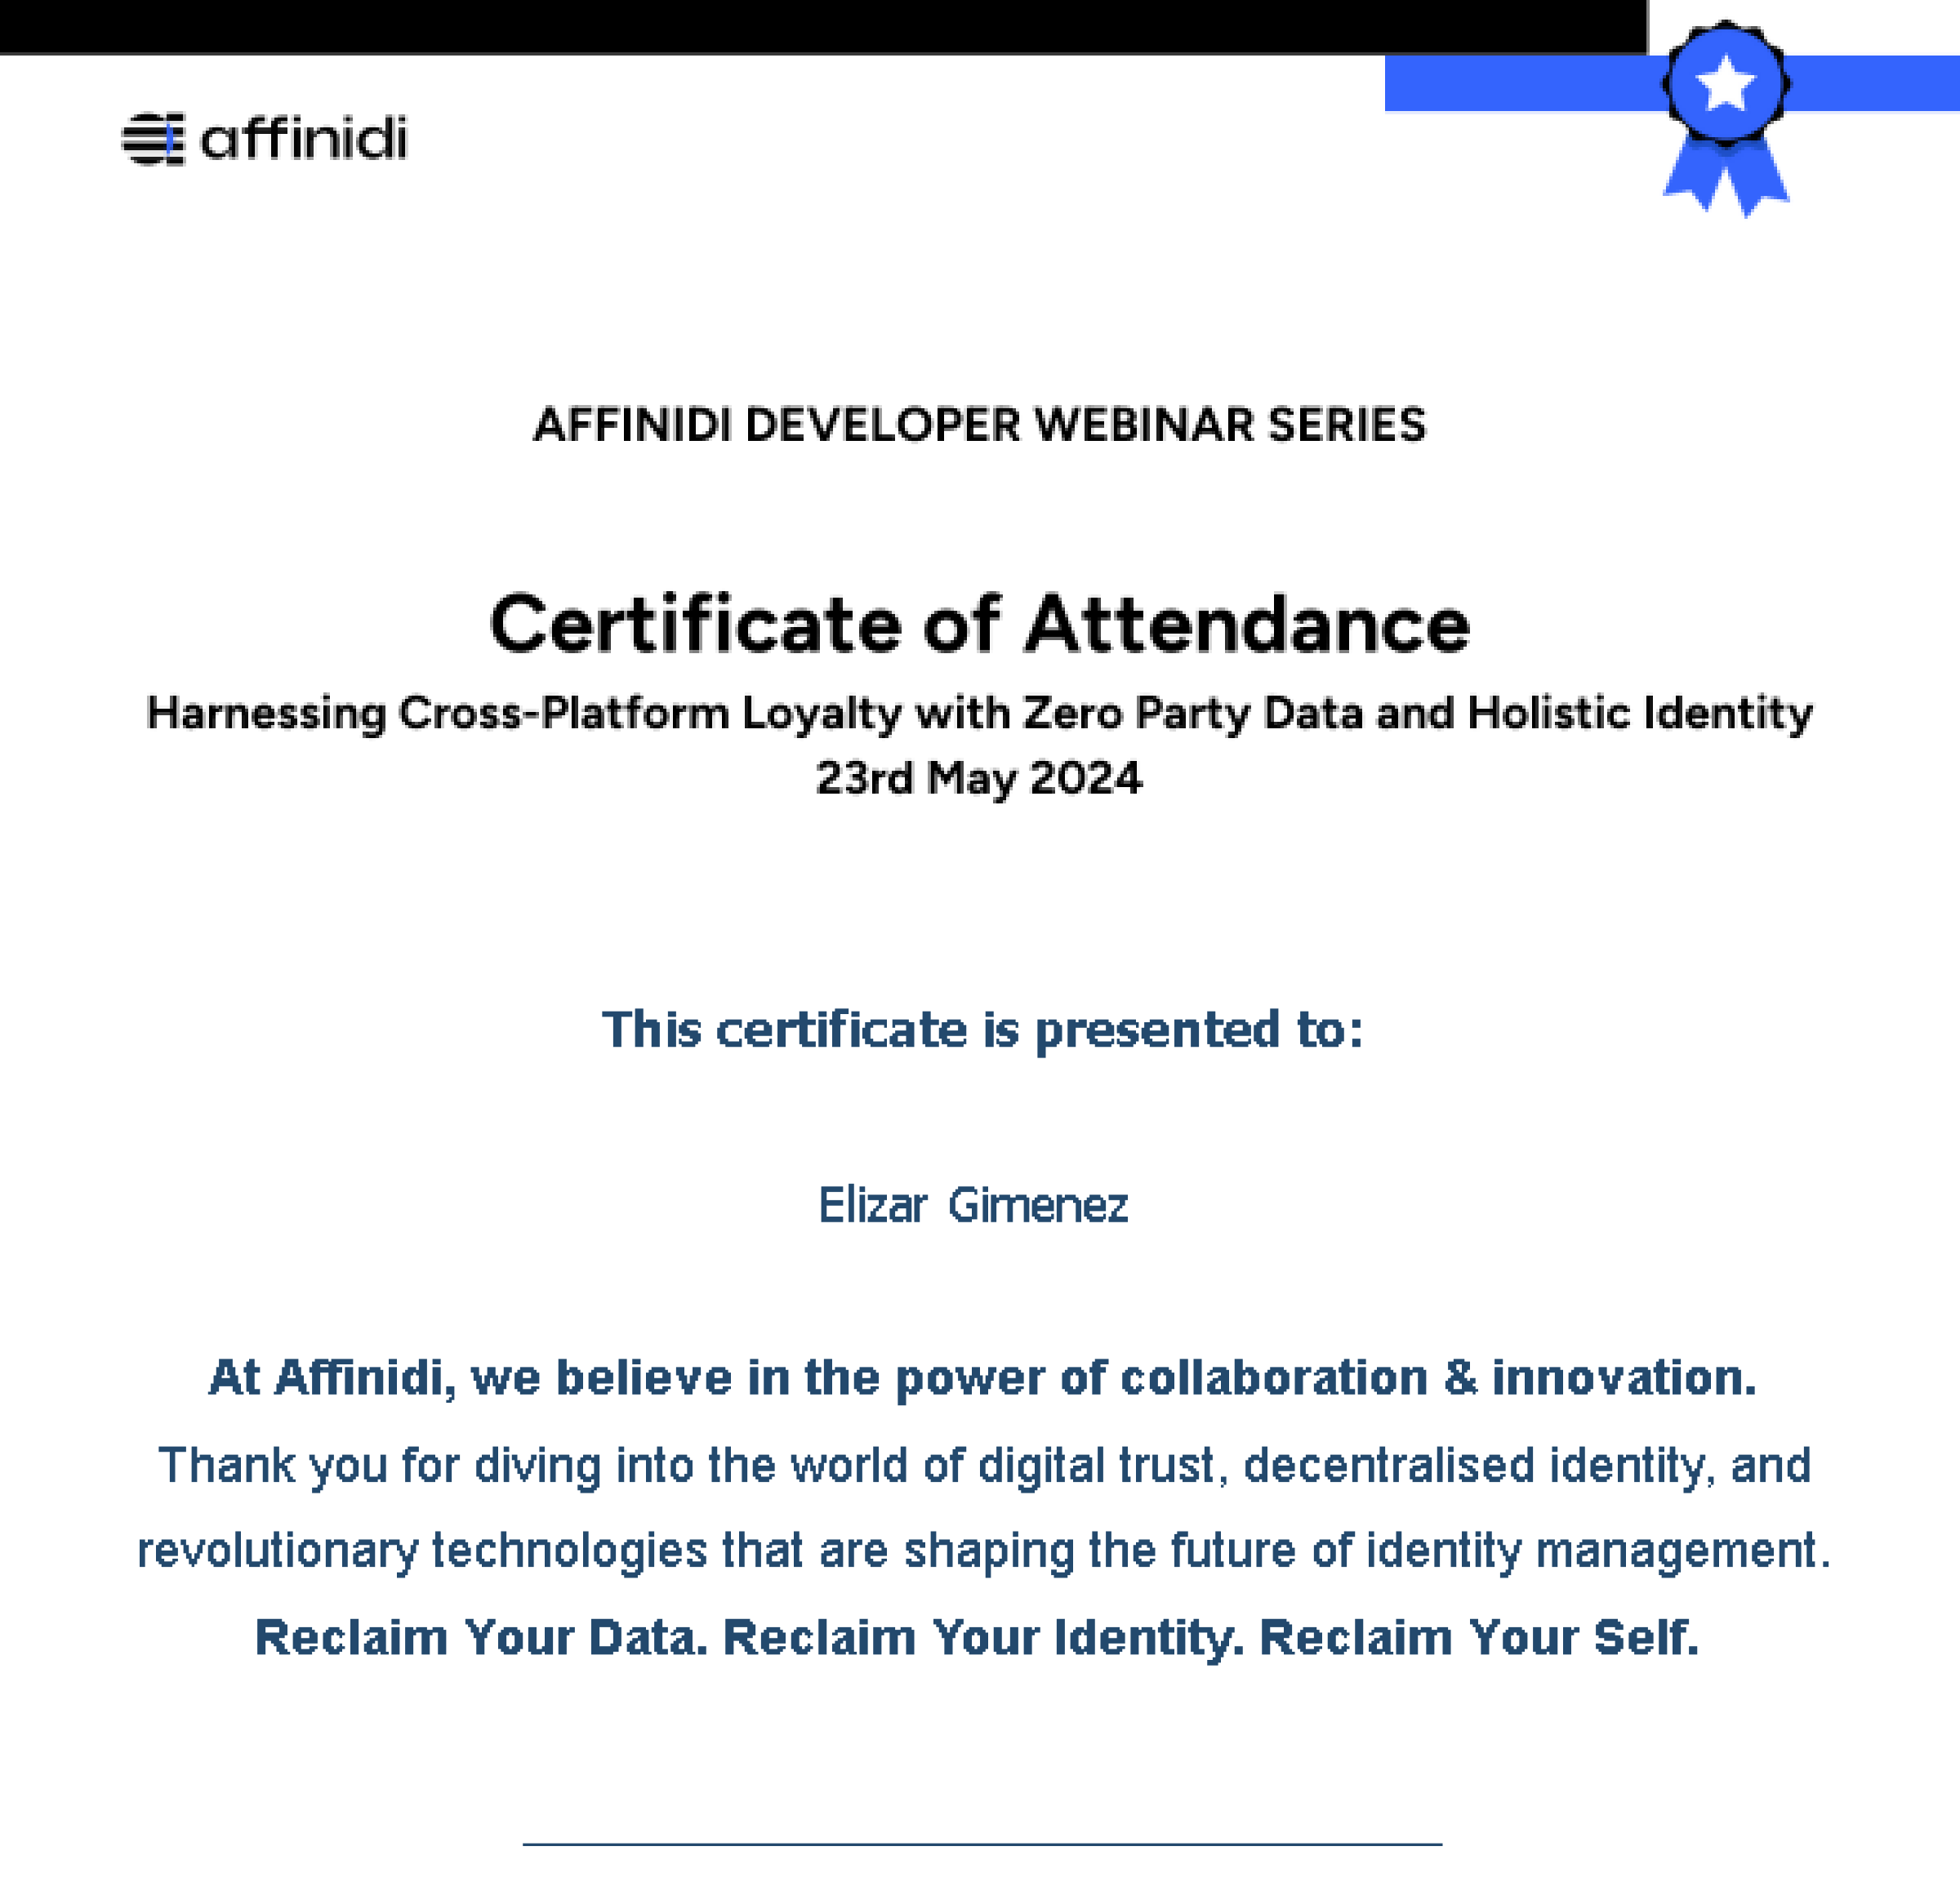 affinidi
AFFINIDI DEVELOPER WEBINAR SERIES
Certificate of Attendance
Harnessing Cross-Platform Loyalty with Zero Party Data and Holistic Identity
23rd May 2024
This certificate is presented to:
Elizar Gimenez
At Affinidi, we believe in the power of collaboration & innovation.
Thank you for diving into the world of digital trust, decentralised identity, and
revolutionary technologies that are shaping the future of identity management.
Reclaim Your Data. Reclaim Your Identity. Reclaim Your Self.